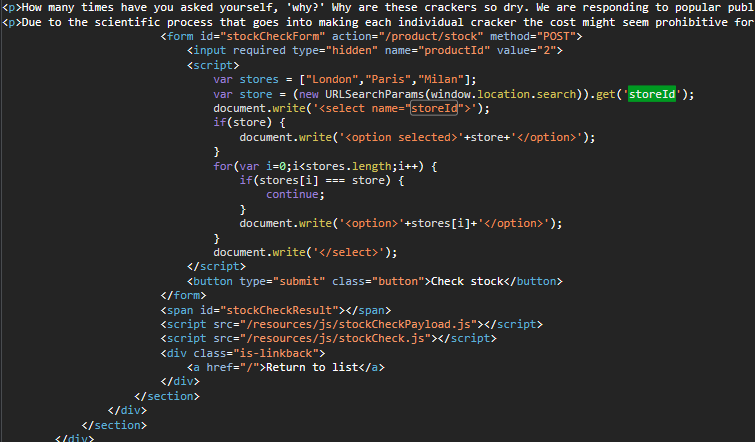 <p>How many times have you asked yourself, 'why?' Why are these crackers so dry. We are responding to popular publ
<p>Due to the scientific process that goes into making each individual cracker the cost might seem prohibitive for
<form id="stockCheckForm" action="/product/stock" method="POST">
<input required type="hidden" name="productId" value="2">
<script>
var stores = ["London","Paris","Milan"];
var store = (new URLSearchParams(window.location.search)).get('storeId');
document.write('<select name="storeId">');
if(store) {
document.write('<option selected>'+store+'</option>');
}
for(var i=0;i<stores.length;i++) {
if(stores[i] === store) {
continue;
}
document.write('<option>'+stores[i]+'</option>');
}
document.write('</select>');
</script>
<button type="submit" class="button">Check stock</button>
</form>
<span id="stockCheckResult"></span>
<script src="/resources/js/stockCheckPayload.js"></script>
<script src="/resources/js/stockCheck.js"></script>
<div class="is-linkback">
<a href="/">Return to list</a>
</div>
</section>
</div>
</section>
</div>